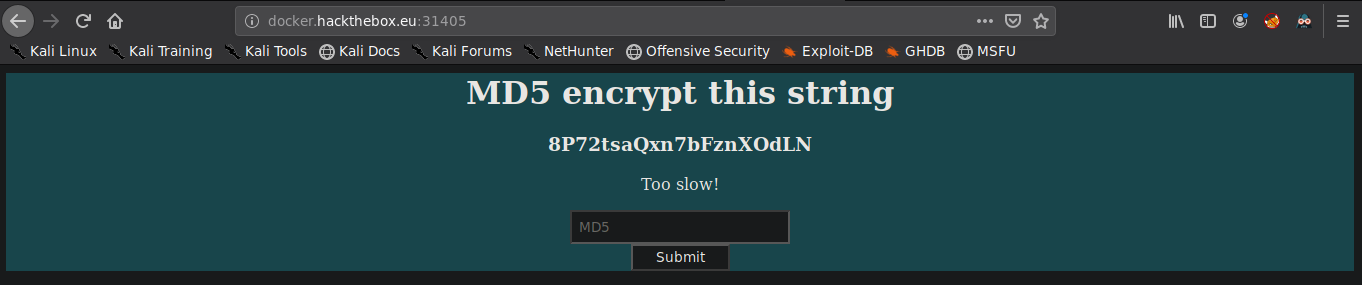 docker.hackthebox.eu:31405
Kali Linux Kali Training Kali Tools Kali Docs Kali Forums NetHunter Offensive Security Exploit-DB GHDB MSFU
MD5 encrypt this string
8P72tsaQxn7bFznXOdLN
Too slow!
MD5
Submit